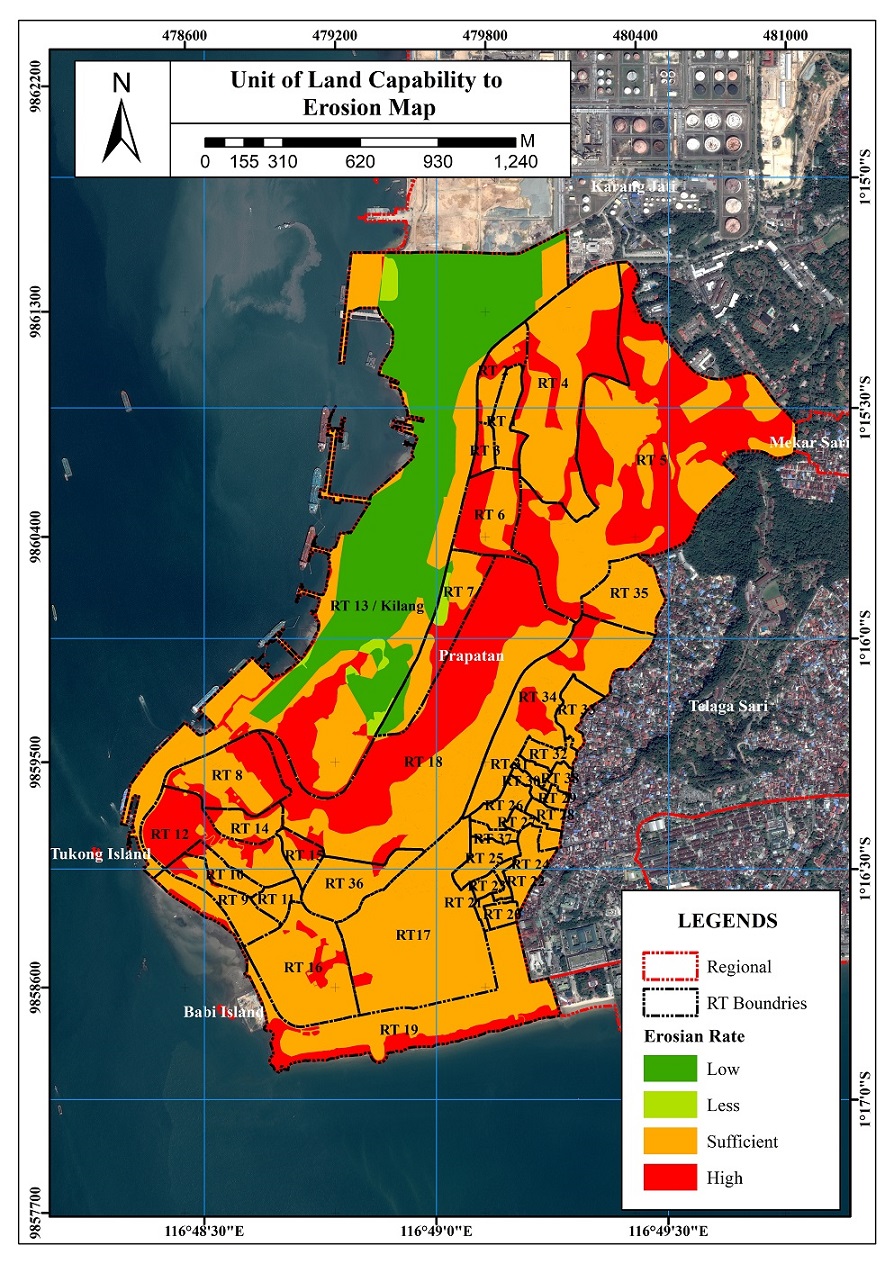 478600 479200 479800 480400 481000
N
Unit of Land Capability to
Erosion Map
M
0 155 310 620 930 1,240
9862200
9861300
9860400
9859500
9858600
9857700
1°15'0"S
1°15'30"S
1°16'0"S
1°16'30"S
1°17'0"S
Karang Jati
RT 2
RT 4
RT
RT 3
Mekar Sari
RT 5
RT 6
RT 7
RT 35
RT 13 / Kilang
Prapatan
RT 34
Telaga Sari
RT 18
RT 32
RT 8
RT 38
RT 30
RT 29
RT 26
RT 28
RT 27
RT 12
RT 14
RT 37
Tukong Island
RT 15
RT 25
RT 24
RT 10
RT 36
RT 23
RT 22
RT 9
RT 11
RT 21
RT 20
RT17
RT 16
Babi Island
RT 19
LEGENDS
Regional
RT Boundries
Erosian Rate
Low
Less
Sufficient
High
116°48'30"E 116°49'0"E 116°49'30"E